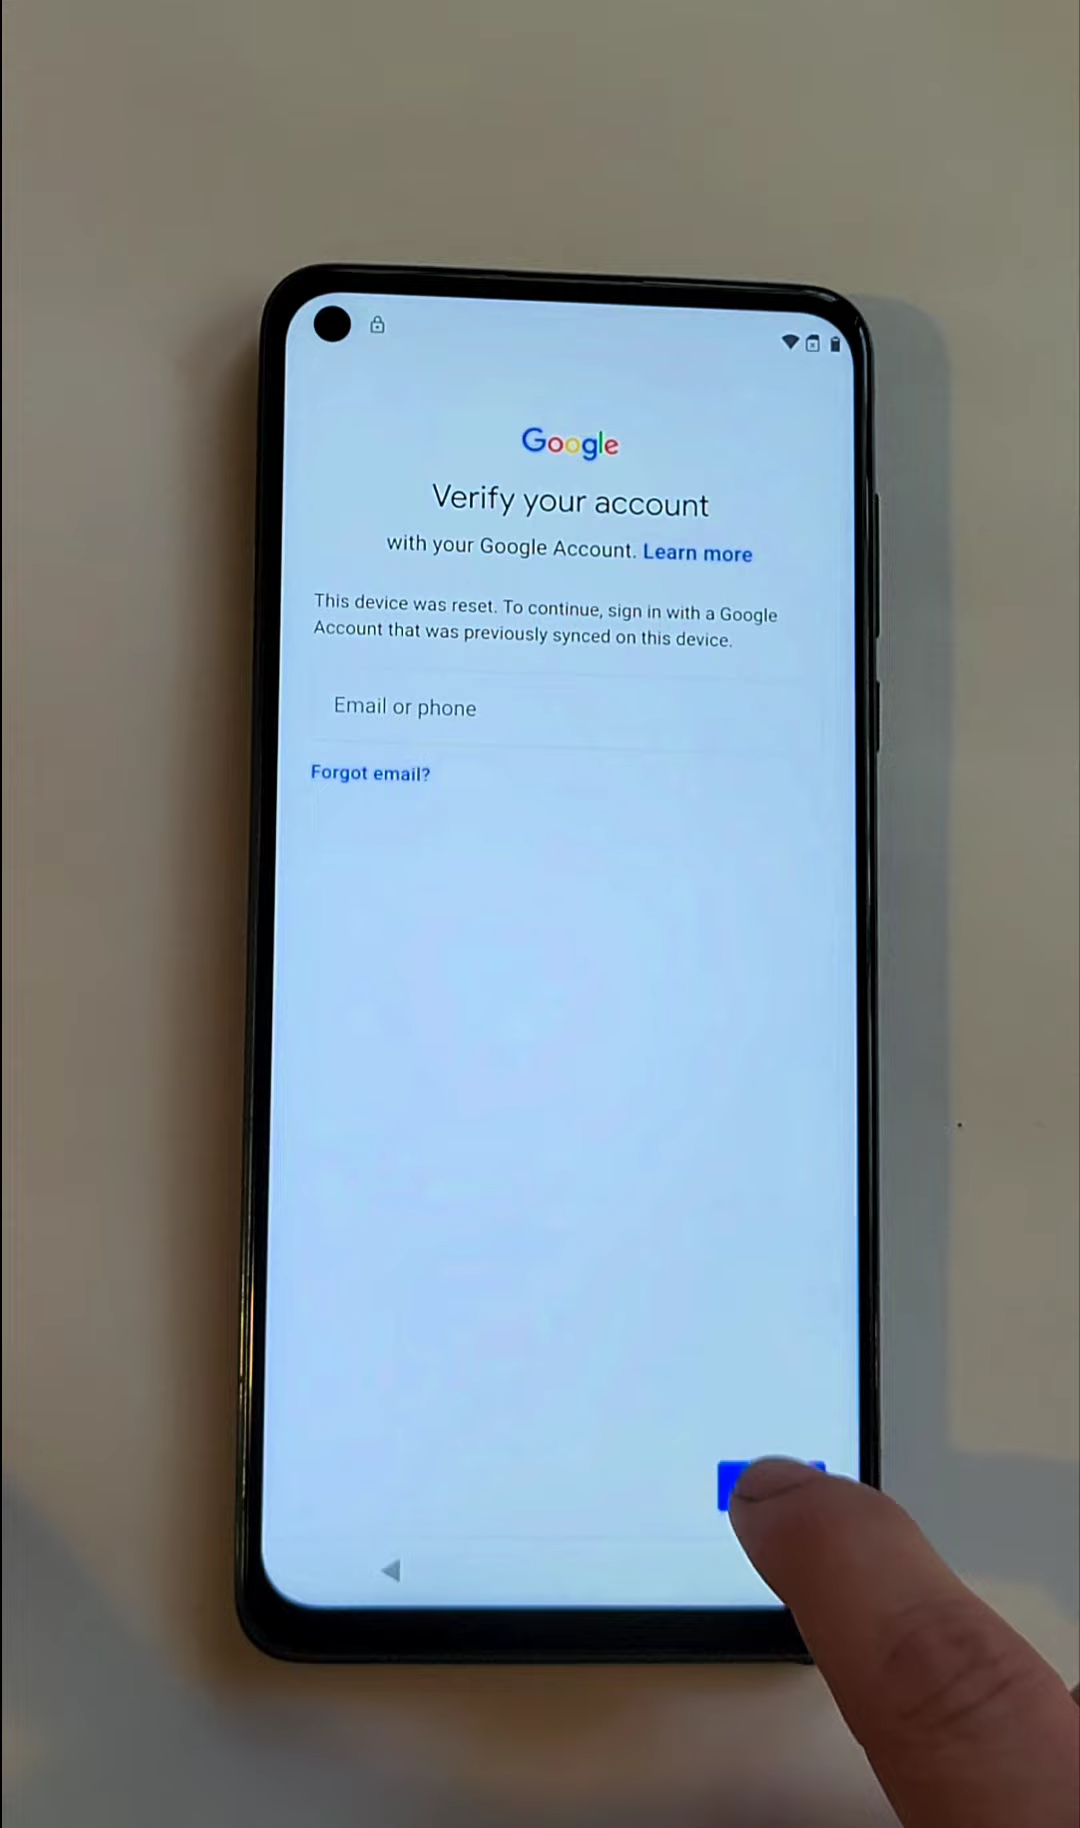 Google
Verify your account
with your Google Account. Learn more
This device was reset. To continue, sign in with a Google
Account that was previously synced on this device.
Email or phone
Forgot email?